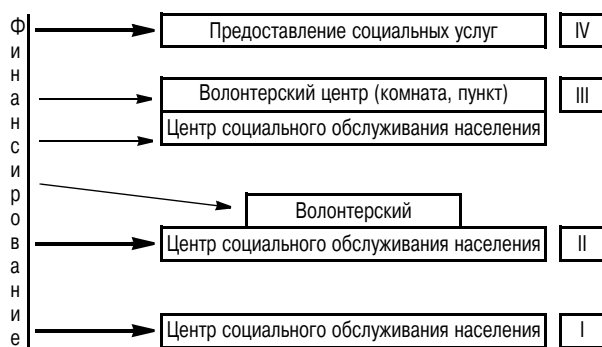 Финансирование
Предоставление социальных услуг IV
Волонтерский центр (комната, пункт) III
Центр социального обслуживания населения
Волонтерский
Центр социального обслуживания населения II
Центр социального обслуживания населения I